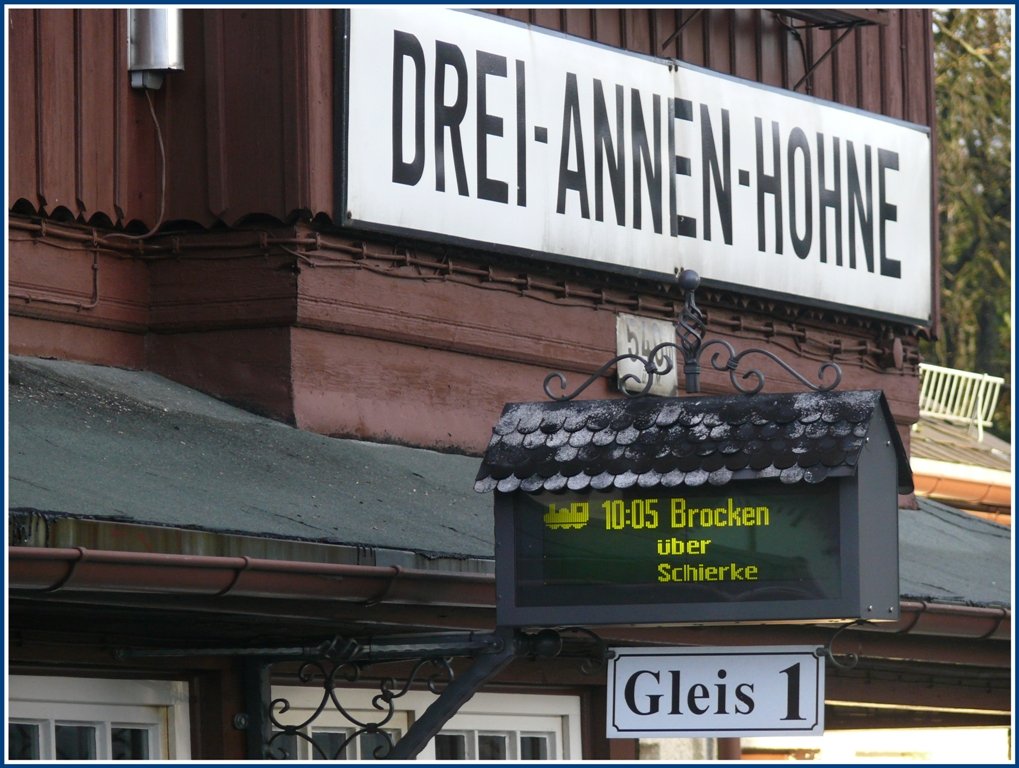 DREI-ANNEN-HOHNE
10:05 Brocken
über
Schierke
Gleis 1